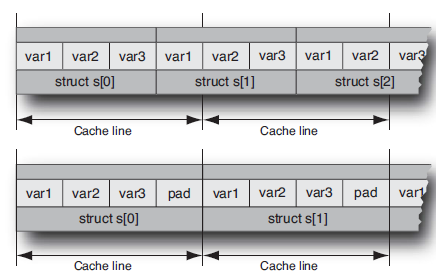 var1 var2 var3 var1 var2 var3 var1 var2 var3
struct s[0] struct s[1] struct s[2]
Cache line Cache line
var1 var2 var3 pad var1 var2 var3 pad var1
struct s[0] struct s[1]
Cache line Cache line